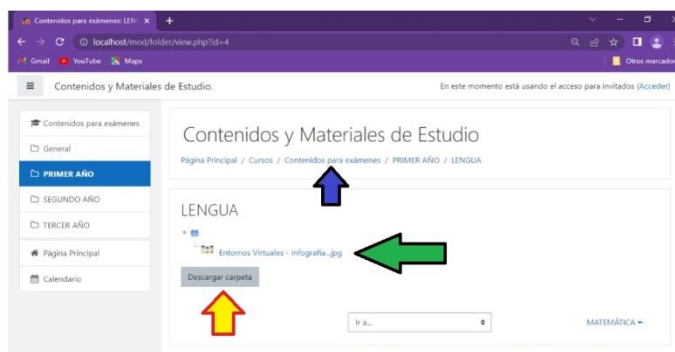 Contenidos para exámenes: LEN
localhost/mod/folder/view.php?id=4
Gmail YouTube Maps Otros marcador
Contenidos y Materiales de Estudio. En este momento está usando el acceso para invitados (Acceder)
Contenidos para exámenes
General
PRIMER AÑO
SEGUNDO AÑO
TERCER AÑO
Página Principal
Calendario
Contenidos y Materiales de Estudio
Página Principal / Cursos / Contenidos para exámenes / PRIMER AÑO / LENGUA
LENGUA
Entornos Virtuales - Infografía_.jpg
Descargar carpeta
Ir a...
MATEMÁTICA